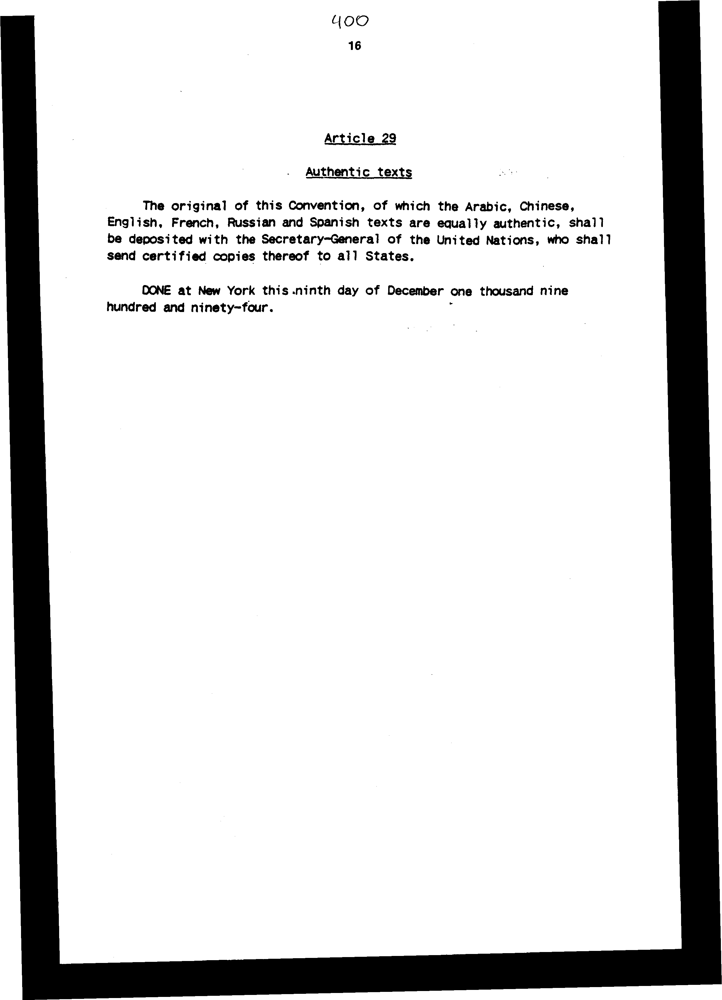 400
16
Article 29
Authentic texts
The original of this Convention, of which the Arabic, Chinese,
English, French, Russian and Spanish texts are equally authentic, shall
be deposited with the Secretary-General of the United Nations, who shall
send certified copies thereof to all States.
DONE at New York this ninth day of December one thousand nine
hundred and ninety-four.